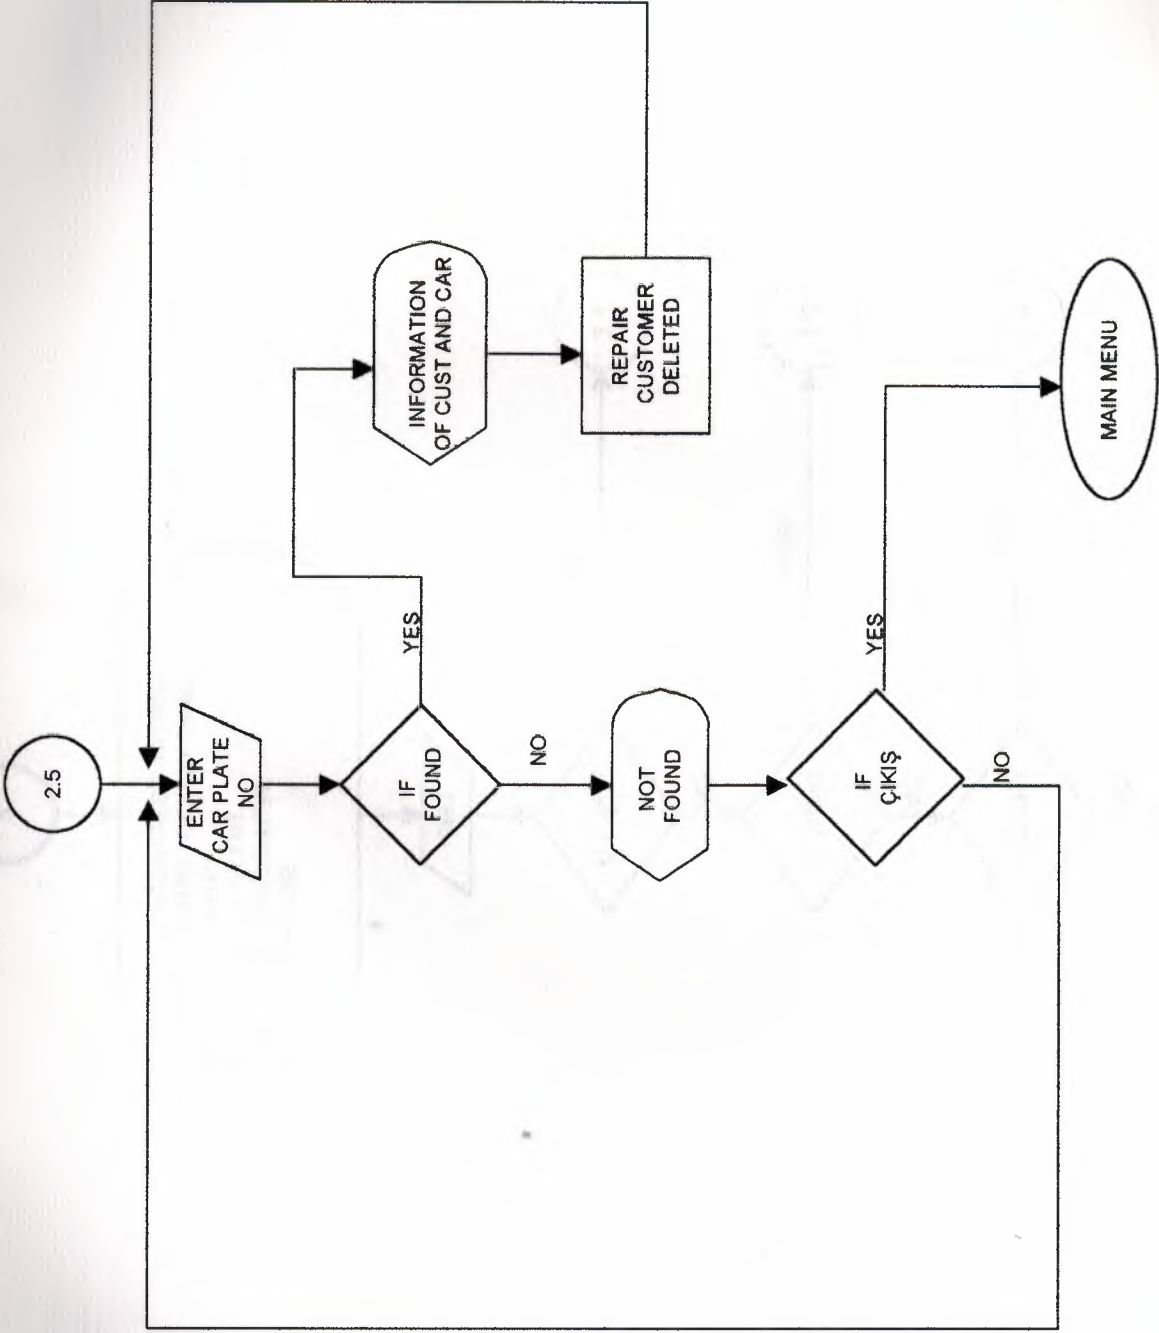 2.5
ENTER
CAR PLATE
NO
IF
FOUND
YES
INFORMATION
OF CUST AND CAR
REPAIR
CUSTOMER
DELETED
NO
NOT
FOUND
IF
ÇIKIŞ
YES
NO
MAIN MENU